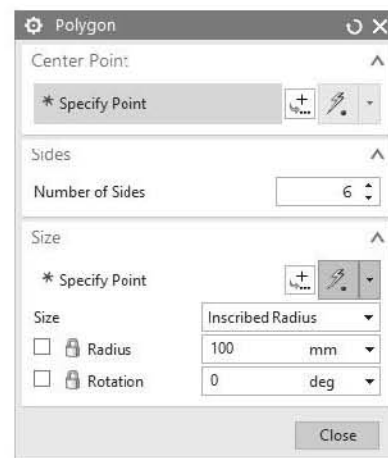 Polygon
Center Point
* Specify Point
Sides
Number of Sides 6
Size
* Specify Point
Size Inscribed Radius
Radius 100 mm
Rotation 0 deg
Close